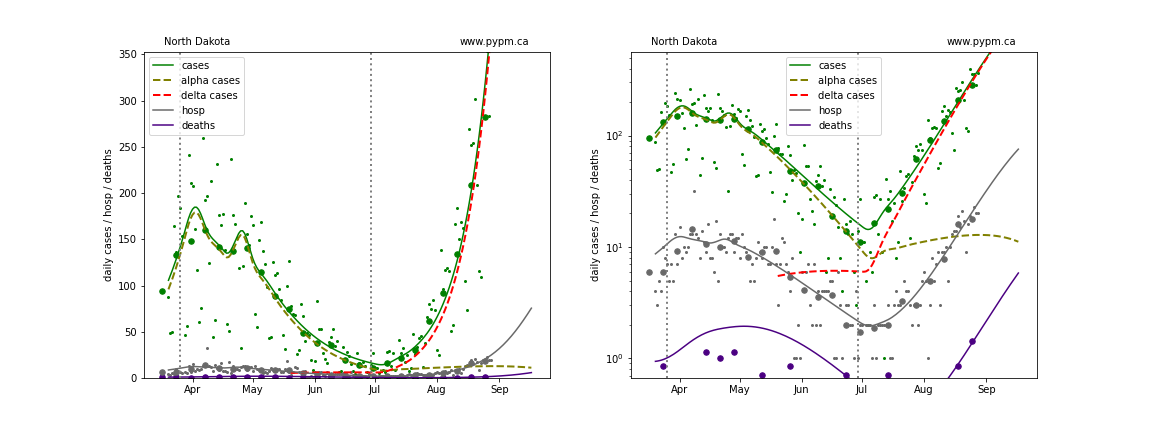 North Dakota www.pypm.ca
cases
alpha cases
delta cases
hosp
deaths
daily cases / hosp / deaths
350
300
250
200
150
100
50
0
Apr May Jun Jul Aug Sep
North Dakota www.pypm.ca
cases
alpha cases
delta cases
hosp
deaths
daily cases / hosp / deaths
10²
10¹
10⁰
Apr May Jun Jul Aug Sep